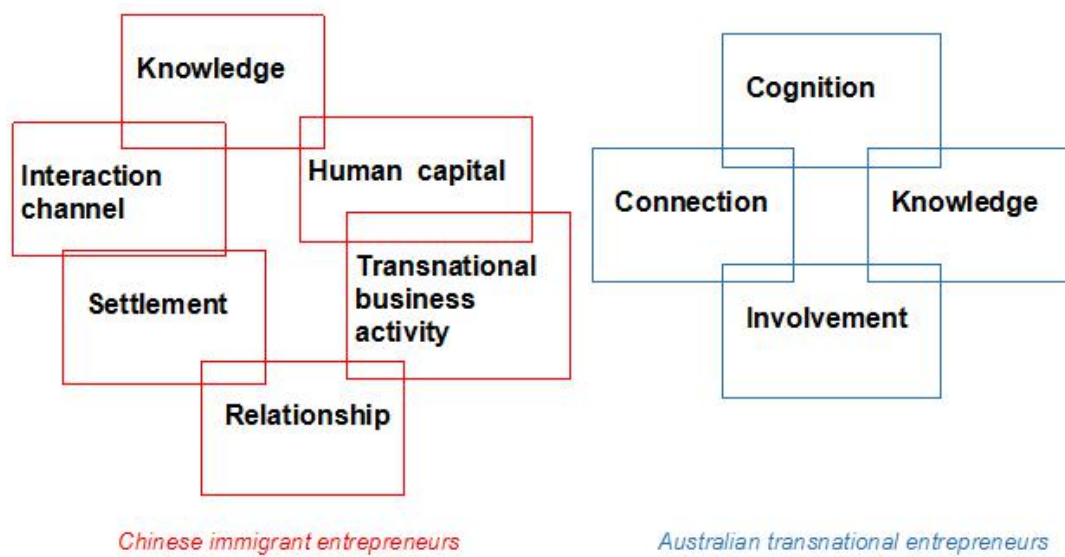 Knowledge
Interaction
channel
Human capital
Settlement
Transnational
business
activity
Relationship
Chinese immigrant entrepreneurs
Cognition
Connection
Knowledge
Involvement
Australian transnational entrepreneurs